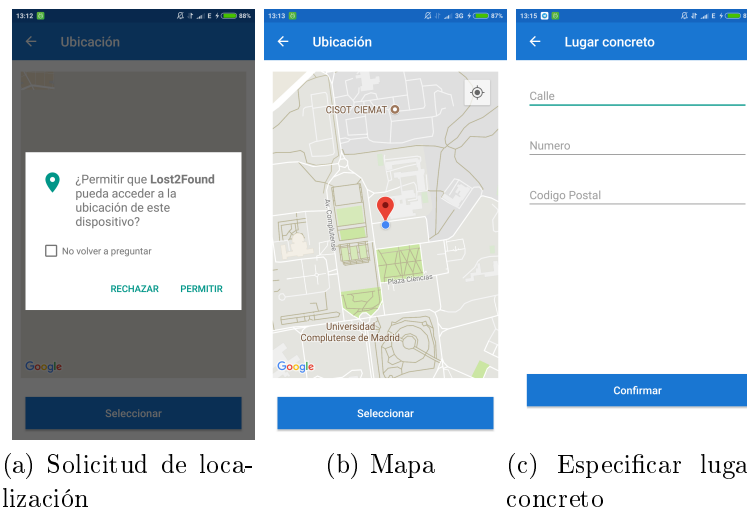 13:12
E
88%
Ubicación
¿Permitir que Lost2Found
pueda acceder a la
ubicación de este
dispositivo?
No volver a preguntar
RECHAZAR PERMITIR
Google
Seleccionar
(a) Solicitud de loca-
lización
13:13
3G
87%
Ubicación
CISOT CIEMAT
Av. Complutense
Plaza Ciencias
Universidad
Complutense de Madrid
Google
Seleccionar
(b) Mapa
13:15
E
8
Lugar concreto
Calle
Numero
Codigo Postal
Confirmar
(c) Especificar luga
concreto